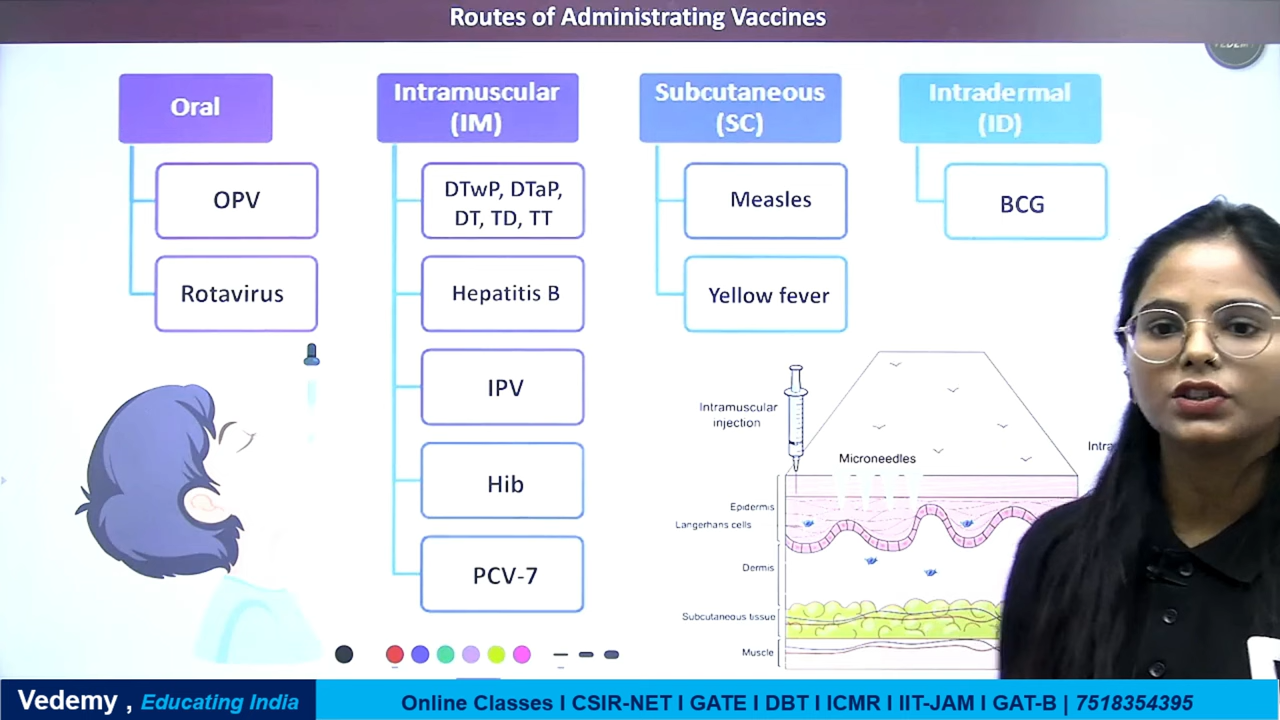 Routes of Administrating Vaccines
VEDEMY
Oral
OPV
Rotavirus
Intramuscular
(IM)
DTwP, DTaP,
DT, TD, TT
Hepatitis B
IPV
Hib
PCV-7
Subcutaneous
(SC)
Measles
Yellow fever
Intradermal
(ID)
BCG
Intramuscular
injection
Microneedles
Intra
Epidermis
Langerhans cells
Dermis
Subcutaneous tissue
Muscle
Vedemy , Educating India
Online Classes I CSIR-NET I GATE I DBT I ICMR I IIT-JAM I GAT-B | 7518354395